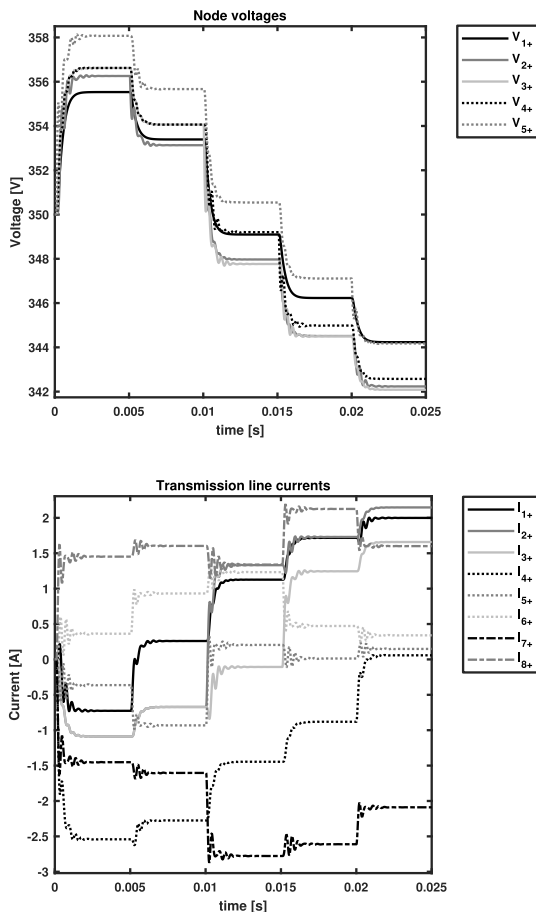 Node voltages
358
356
354
352
350
348
346
344
342
Voltage [V]
0
0.005
0.01
0.015
0.02
0.025
time [s]
V1+
V2+
V3+
V4+
V5+
Transmission line currents
2
1.5
1
0.5
0
-0.5
-1
-1.5
-2
-2.5
-3
Current [A]
0
0.005
0.010
0.015
0.020
0.025
time [s]
I1+
I2+
I3+
I4+
I5+
I6+
I7+
I8+